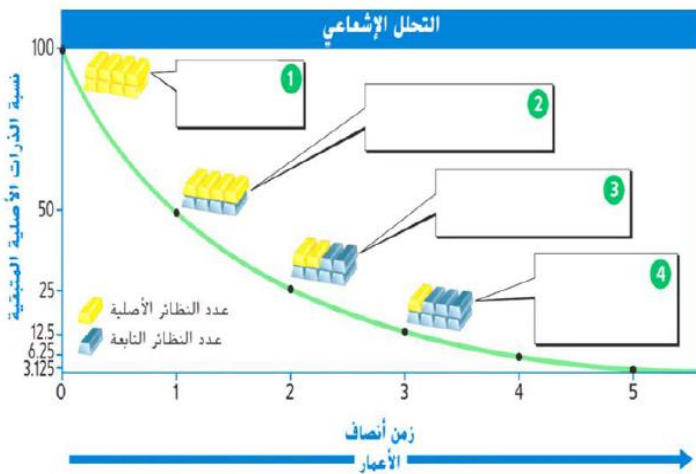 التحلل الإشعاعي
نسبة الذرات الأصلية المتبقية
100
50
25
12.5
6.25
3.125
1
2
3
4
عدد النظائر الأصلية
عدد النظائر التابعة
0 1 2 3 4 5
زمن أنصاف
الأعمار